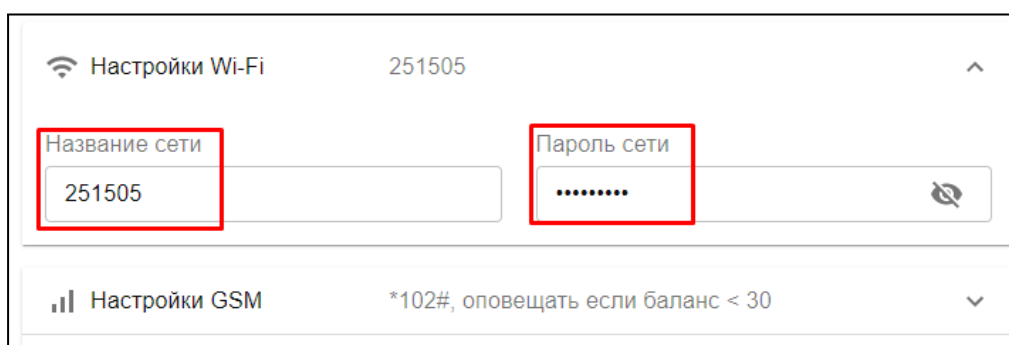 Настройки Wi-Fi 251505
Название сети Пароль сети
251505 •••••••••
Настройки GSM *102#, оповещать если баланс < 30